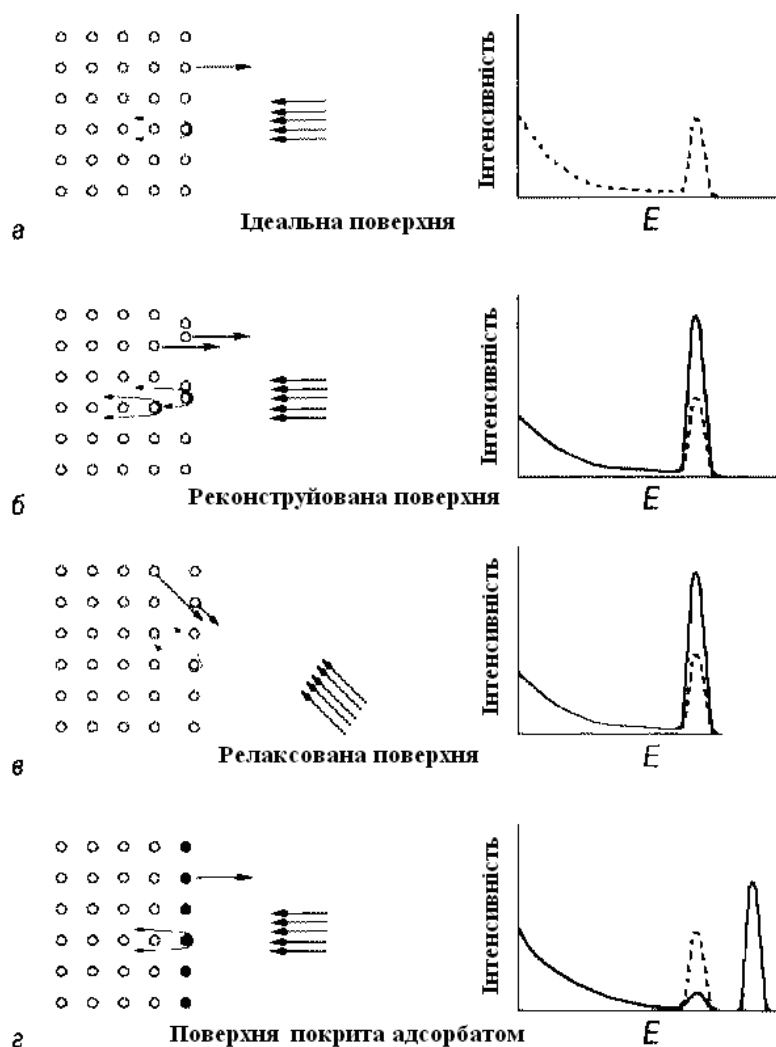 Інтенсивність
E
а
Ідеальна поверхня
Інтенсивність
E
б
Реконструйована поверхня
Інтенсивність
E
в
Релаксована поверхня
Інтенсивність
E
г
Поверхня покрита адсорбатом